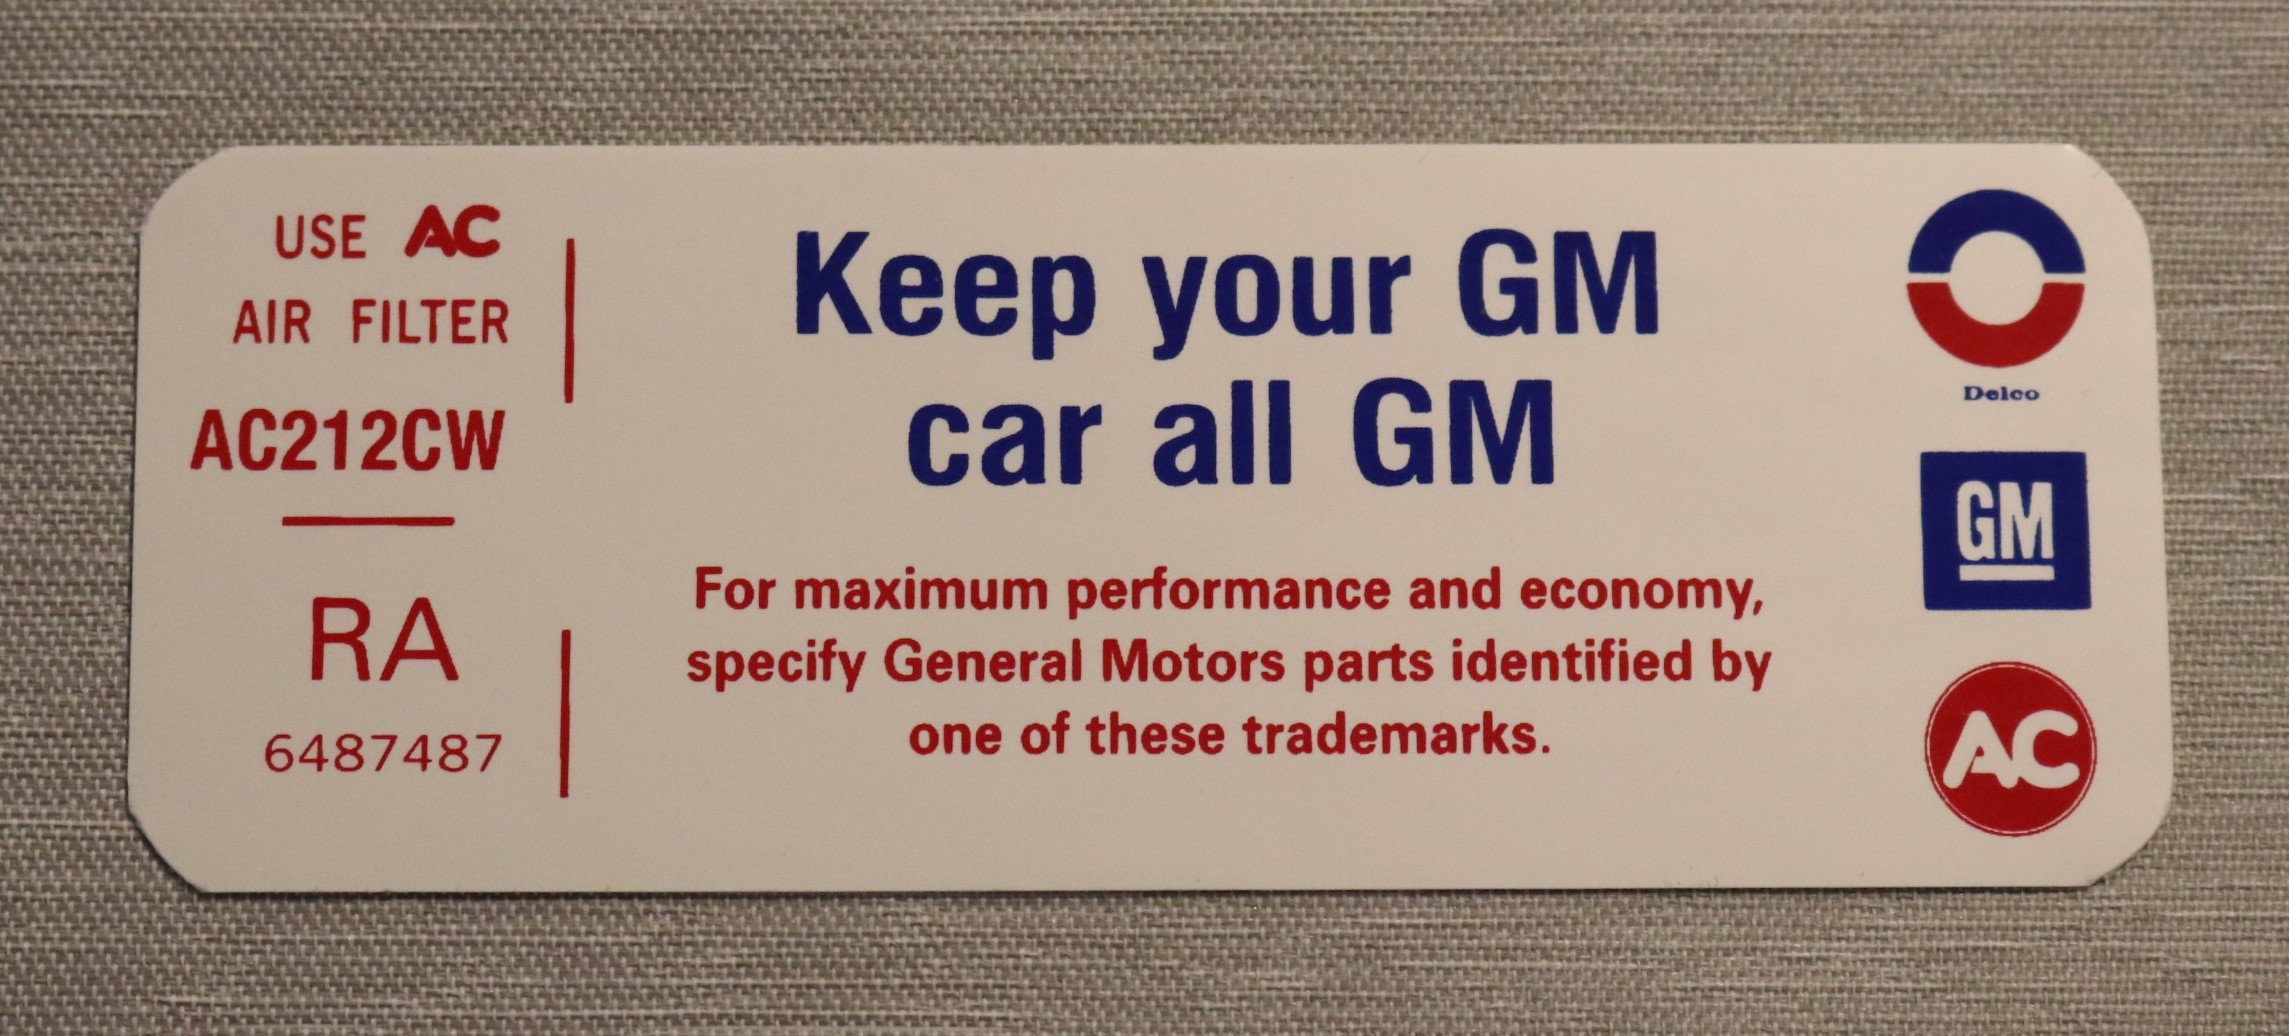 USE AC
AIR FILTER
AC212CW
RA
6487487
Keep your GM
car all GM
For maximum performance and economy,
specify General Motors parts identified by
one of these trademarks.
Delco
GM
AC